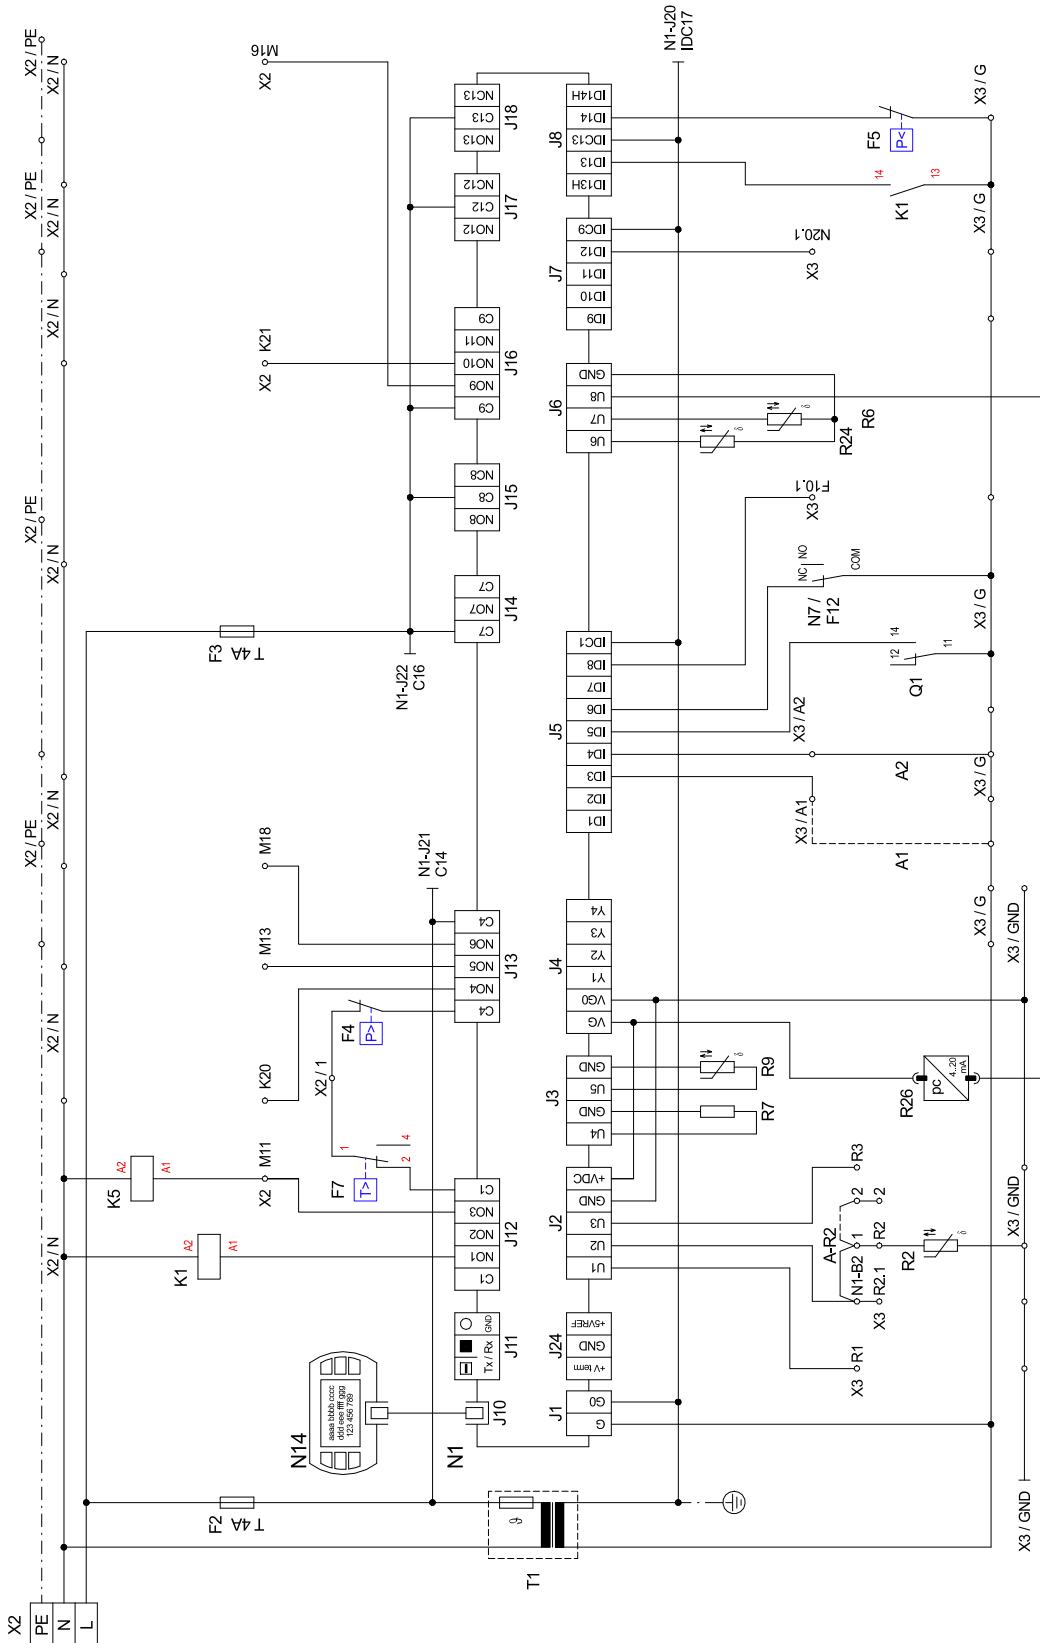 X2
PE
N
L
X2 / N
X2 / N
X2 / PE
X2 / N
X2 / PE
X2 / N
X2 / N
X2 / PE
X2 / N
X2 / PE
X2 / N
F2
T 4A
T1
N14
aaaa bbbb cccc
ddd eee fff ggg
123 456 789
N1
J10
K1
A2
A1
K5
A2
A1
X2
M11
K20
M13
M18
F7
T>
1
2
4
X2 / 1
F4
P>
N1-J21
C14
F3
T 4A
N1-J22
C16
X2
K21
X2
M16
N1-J20
IDC17
J11
Tx / Rx
GND
J12
C1
NO1
NO2
NO3
C1
J13
C4
NO4
NO5
NO6
C4
J14
C7
NO7
C7
J15
NO8
C8
NC8
J16
C9
NO9
NO10
NO11
C9
J17
NO12
C12
NC12
J18
NO13
C13
NC13
J1
G
G0
J24
+V term
GND
+5VREF
J2
U1
U2
U3
GND
+VDC
J3
U4
GND
U5
GND
J4
VG
VG0
Y1
Y2
Y3
Y4
J5
ID1
ID2
ID3
ID4
ID5
ID6
ID7
ID8
IDC1
J6
U6
U7
U8
GND
J7
ID9
ID10
ID11
ID12
IDC9
J8
ID13H
ID13
IDC13
ID14
ID14H
X3
R1
X3
R2.1
N1-B2
1
R2
2
2
A-R2
R3
R2
R7
R9
R26
pc
4..20
mA
X3 / GND
X3 / GND
X3 / GND
X3 / G
X3 / A1
A1
A2
X3 / G
X3 / A2
Q1
12
14
11
N7 /
F12
NC
NO
COM
X3 / G
X3
F10.1
R24
R6
X3
N20.1
K1
14
13
X3 / G
F5
P<
X3 / G